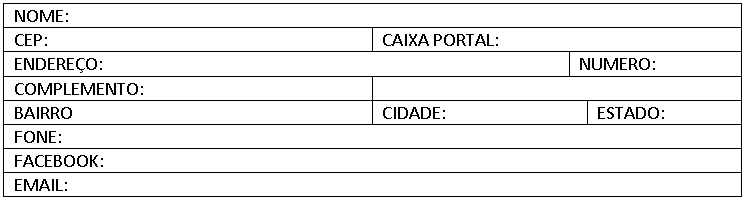 NOME:
CEP: CAIXA PORTAL:
ENDEREÇO: NUMERO:
COMPLEMENTO:
BAIRRO CIDADE: ESTADO:
FONE:
FACEBOOK:
EMAIL: